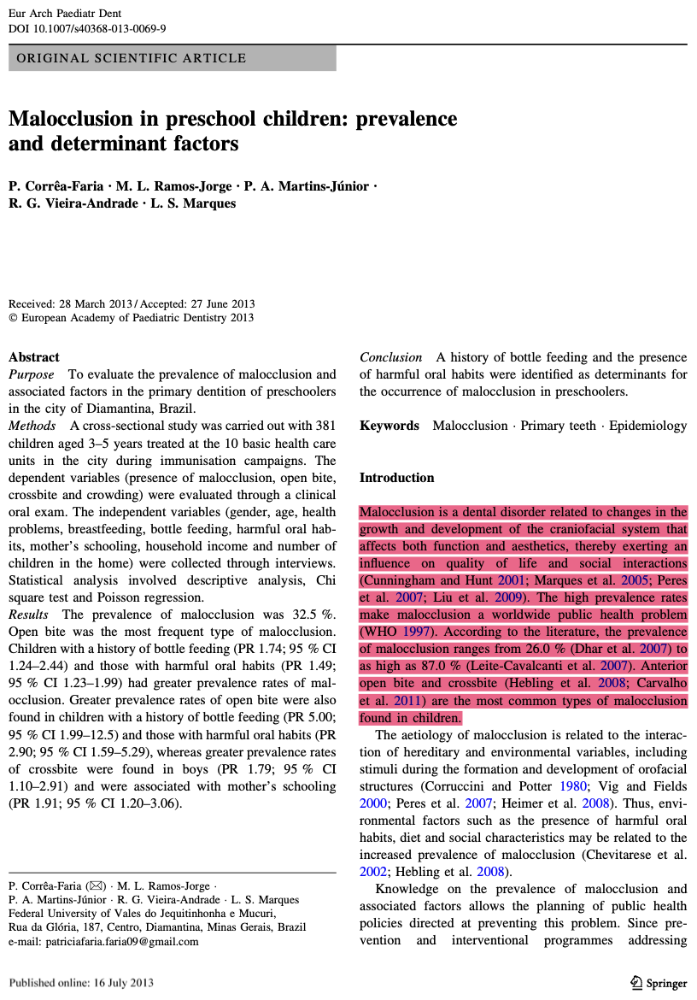 Eur Arch Paediatr Dent
DOI 10.1007/s40368-013-0069-9
ORIGINAL SCIENTIFIC ARTICLE
Malocclusion in preschool children: prevalence
and determinant factors
P. Corrêa-Faria · M. L. Ramos-Jorge · P. A. Martins-Júnior ·
R. G. Vieira-Andrade · L. S. Marques
Received: 28 March 2013 / Accepted: 27 June 2013
© European Academy of Paediatric Dentistry 2013
Abstract
Purpose To evaluate the prevalence of malocclusion and
associated factors in the primary dentition of preschoolers
in the city of Diamantina, Brazil.
Methods A cross-sectional study was carried out with 381
children aged 3–5 years treated at the 10 basic health care
units in the city during immunisation campaigns. The
dependent variables (presence of malocclusion, open bite,
crossbite and crowding) were evaluated through a clinical
oral exam. The independent variables (gender, age, health
problems, breastfeeding, bottle feeding, harmful oral hab-
its, mother's schooling, household income and number of
children in the home) were collected through interviews.
Statistical analysis involved descriptive analysis, Chi
square test and Poisson regression.
Results The prevalence of malocclusion was 32.5 %.
Open bite was the most frequent type of malocclusion.
Children with a history of bottle feeding (PR 1.74; 95 % CI
1.24–2.44) and those with harmful oral habits (PR 1.49;
95 % CI 1.23–1.99) had greater prevalence rates of mal-
occlusion. Greater prevalence rates of open bite were also
found in children with a history of bottle feeding (PR 5.00;
95 % CI 1.99–12.5) and those with harmful oral habits (PR
2.90; 95 % CI 1.59–5.29), whereas greater prevalence rates
of crossbite were found in boys (PR 1.79; 95 % CI
1.10–2.91) and were associated with mother's schooling
(PR 1.91; 95 % CI 1.20–3.06).
P. Corrêa-Faria (✉) · M. L. Ramos-Jorge ·
P. A. Martins-Júnior · R. G. Vieira-Andrade · L. S. Marques
Federal University of Vales do Jequitinhonha e Mucuri,
Rua da Glória, 187, Centro, Diamantina, Minas Gerais, Brazil
e-mail: patriciafaria.faria09@gmail.com
Conclusion A history of bottle feeding and the presence
of harmful oral habits were identified as determinants for
the occurrence of malocclusion in preschoolers.
Keywords Malocclusion · Primary teeth · Epidemiology
Introduction
Malocclusion is a dental disorder related to changes in the
growth and development of the craniofacial system that
affects both function and aesthetics, thereby exerting an
influence on quality of life and social interactions
(Cunningham and Hunt 2001; Marques et al. 2005; Peres
et al. 2007; Liu et al. 2009). The high prevalence rates
make malocclusion a worldwide public health problem
(WHO 1997). According to the literature, the prevalence
of malocclusion ranges from 26.0 % (Dhar et al. 2007) to
as high as 87.0 % (Leite-Cavalcanti et al. 2007). Anterior
open bite and crossbite (Hebling et al. 2008; Carvalho
et al. 2011) are the most common types of malocclusion
found in children.
The aetiology of malocclusion is related to the interac-
tion of hereditary and environmental variables, including
stimuli during the formation and development of orofacial
structures (Corruccini and Potter 1980; Vig and Fields
2000; Peres et al. 2007; Heimer et al. 2008). Thus, envi-
ronmental factors such as the presence of harmful oral
habits, diet and social characteristics may be related to the
increased prevalence of malocclusion (Chevitarese et al.
2002; Hebling et al. 2008).
Knowledge on the prevalence of malocclusion and
associated factors allows the planning of public health
policies directed at preventing this problem. Since pre-
vention and interventional programmes addressing
Published online: 16 July 2013
Springer